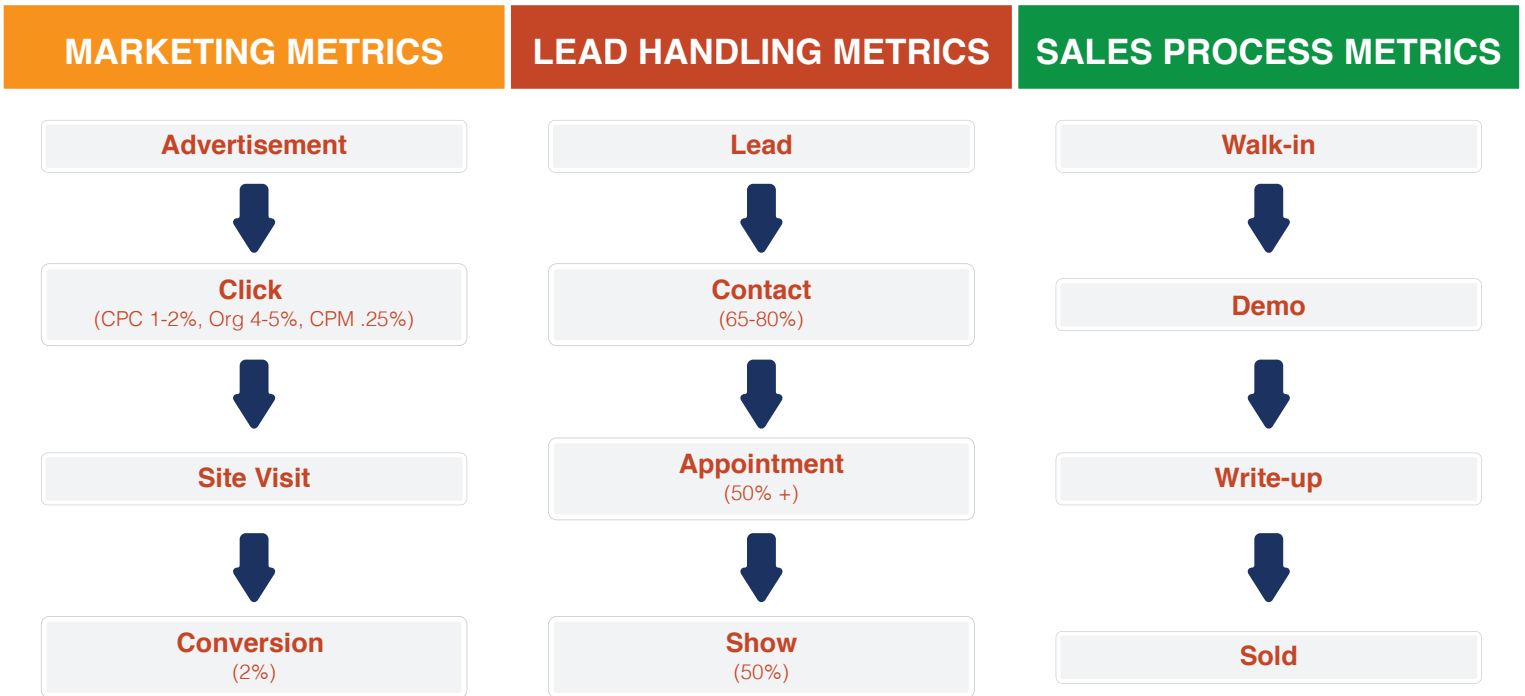 MARKETING METRICS
Advertisement
Click
(CPC 1-2%, Org 4-5%, CPM .25%)
Site Visit
Conversion
(2%)
LEAD HANDLING METRICS
Lead
Contact
(65-80%)
Appointment
(50% +)
Show
(50%)
SALES PROCESS METRICS
Walk-in
Demo
Write-up
Sold